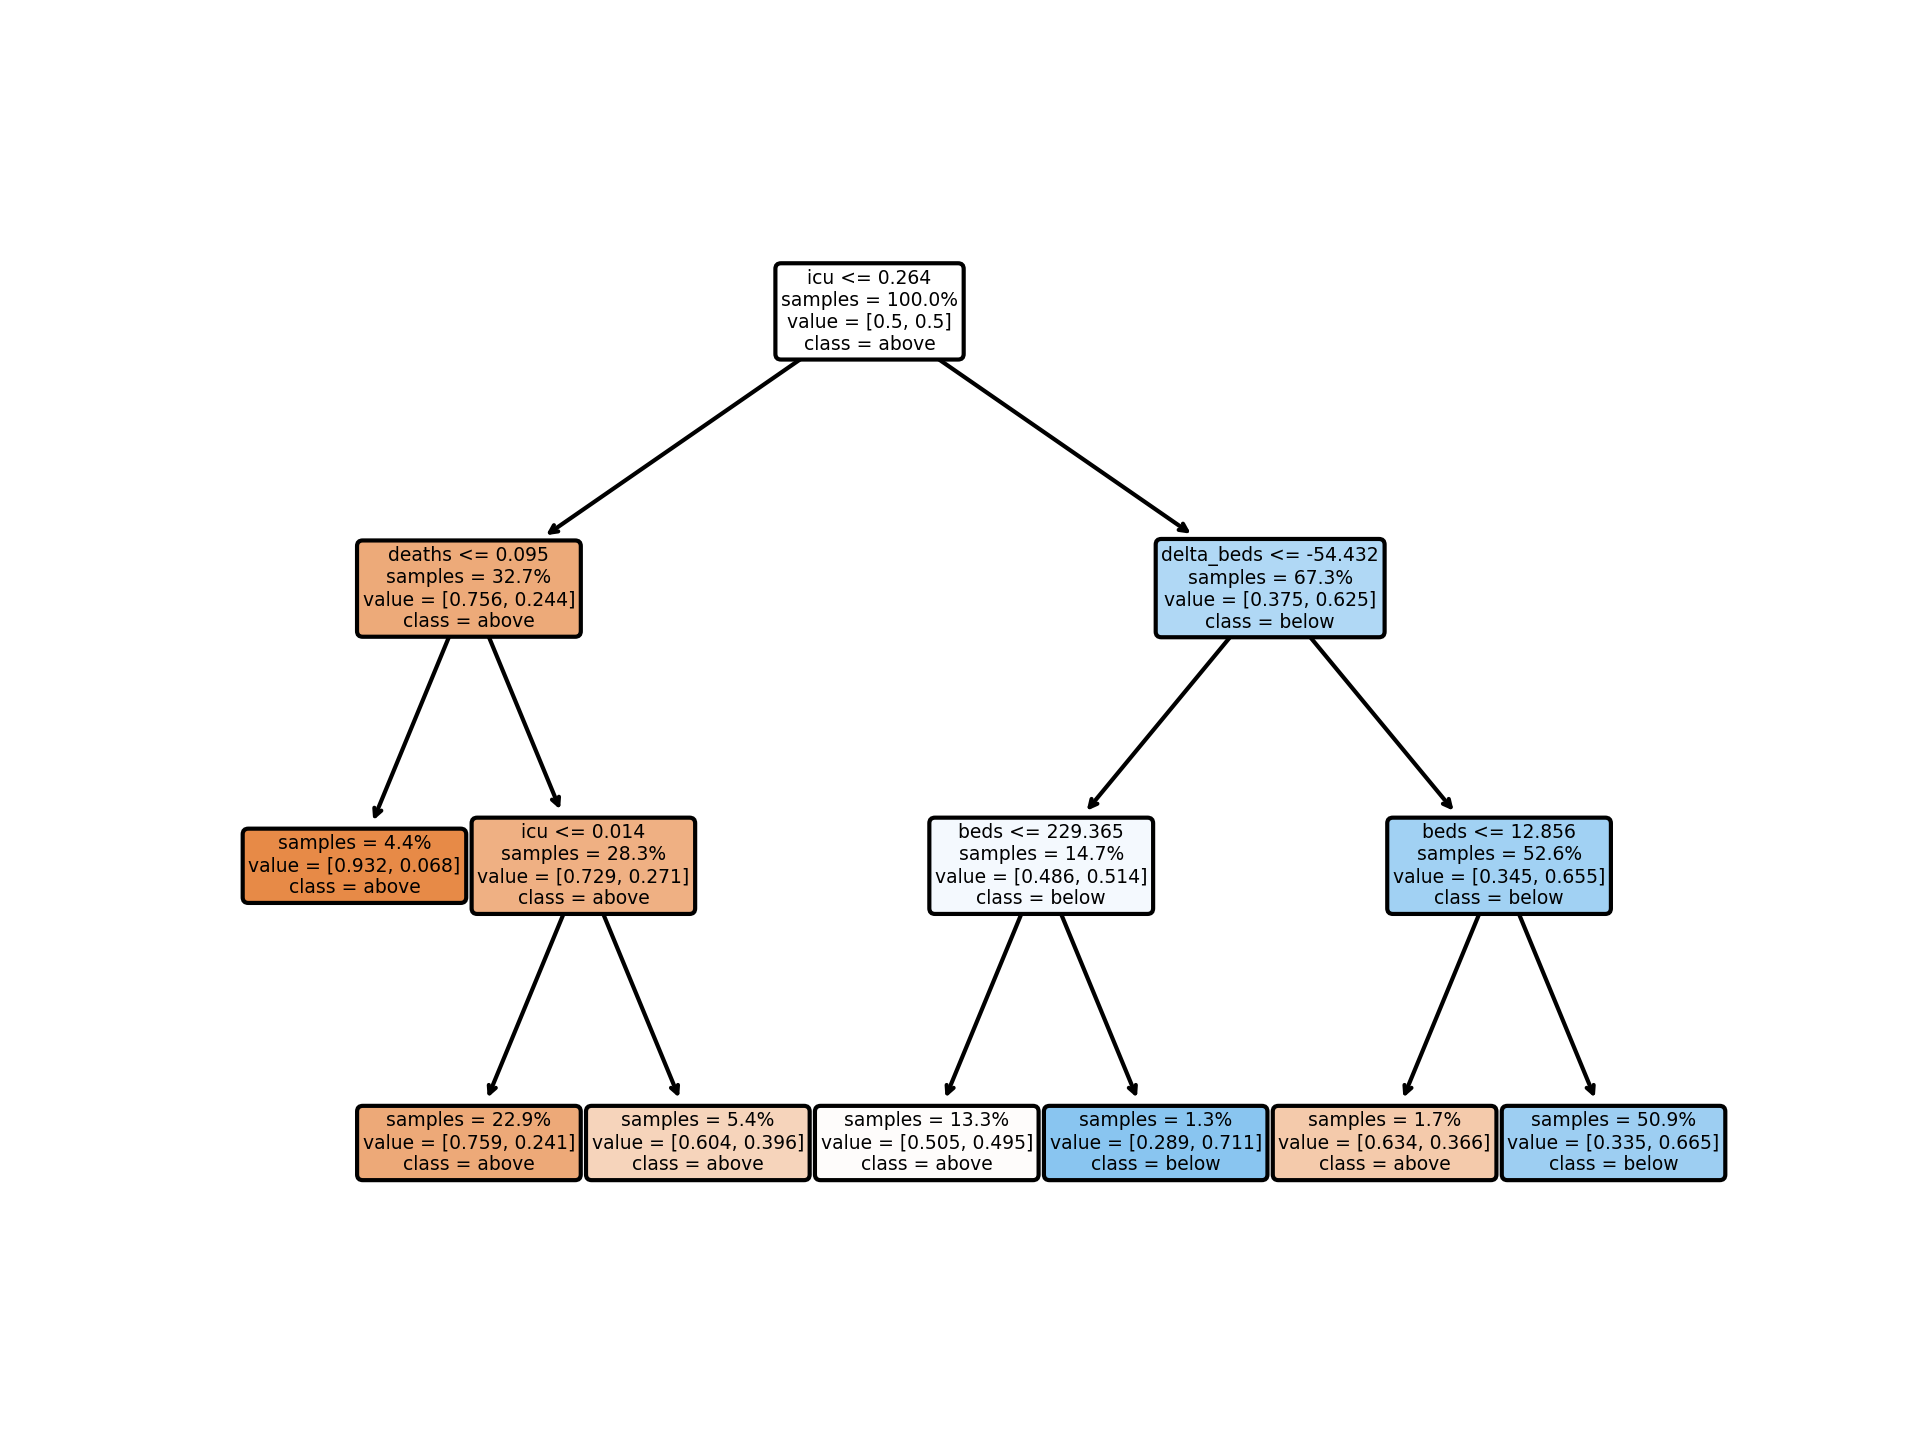 icu <= 0.264
samples = 100.0%
value = [0.5, 0.5]
class = above
deaths <= 0.095
samples = 32.7%
value = [0.756, 0.244]
class = above
delta_beds <= -54.432
samples = 67.3%
value = [0.375, 0.625]
class = below
samples = 4.4%
value = [0.932, 0.068]
class = above
icu <= 0.014
samples = 28.3%
value = [0.729, 0.271]
class = above
beds <= 229.365
samples = 14.7%
value = [0.486, 0.514]
class = below
beds <= 12.856
samples = 52.6%
value = [0.345, 0.655]
class = below
samples = 22.9%
value = [0.759, 0.241]
class = above
samples = 5.4%
value = [0.604, 0.396]
class = above
samples = 13.3%
value = [0.505, 0.495]
class = above
samples = 1.3%
value = [0.289, 0.711]
class = below
samples = 1.7%
value = [0.634, 0.366]
class = above
samples = 50.9%
value = [0.335, 0.665]
class = below